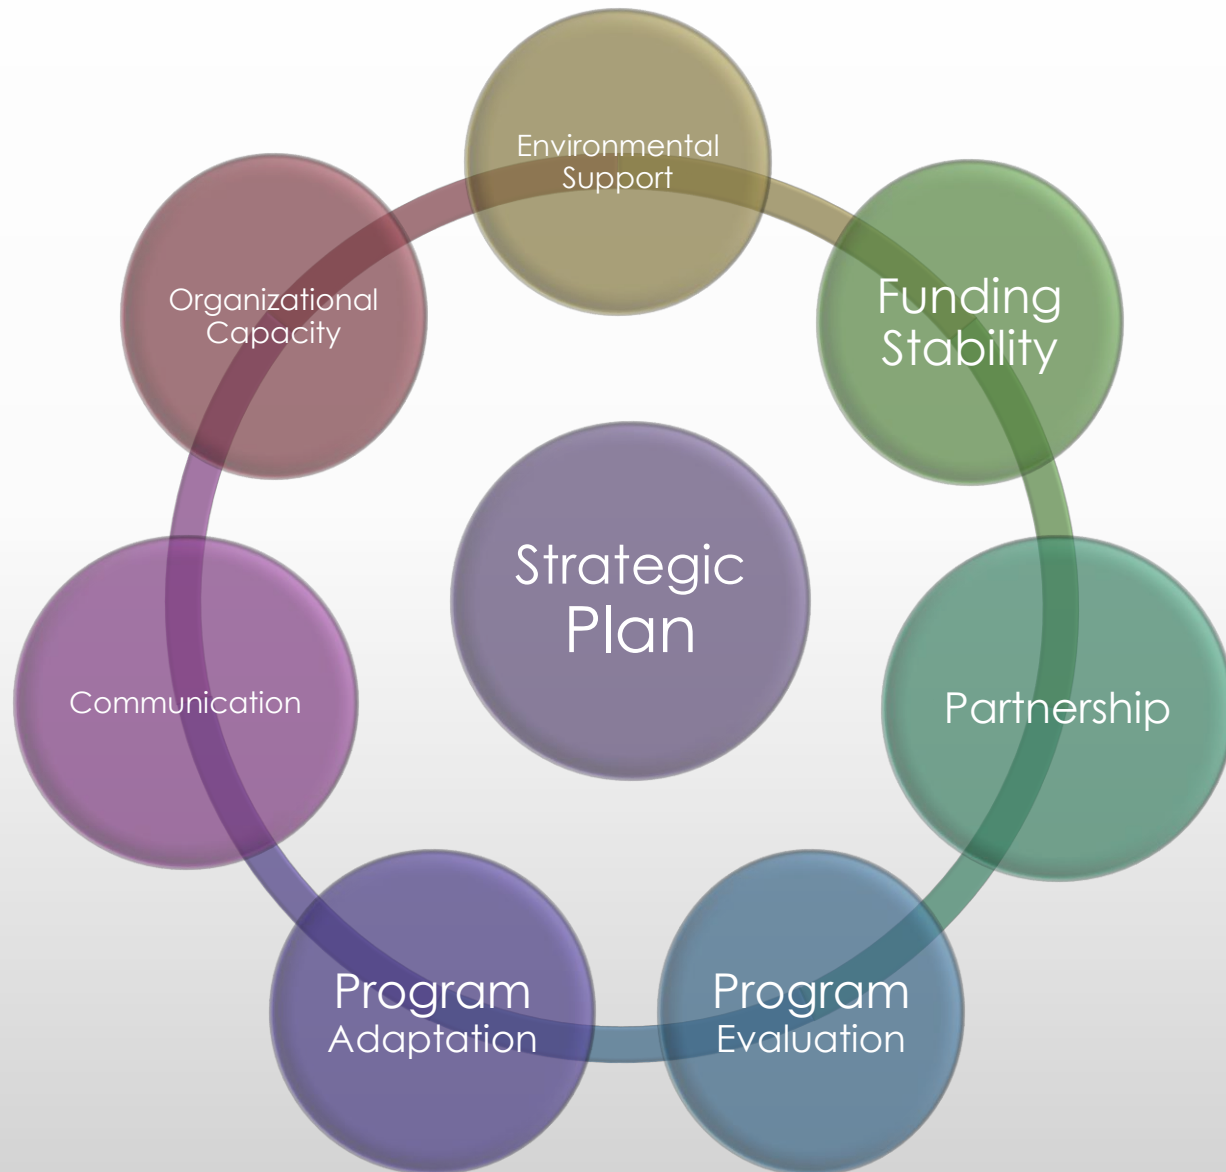 Environmental
Support
Funding
Stability
Organizational
Capacity
Strategic
Plan
Communication
Partnership
Program
Adaptation
Program
Evaluation